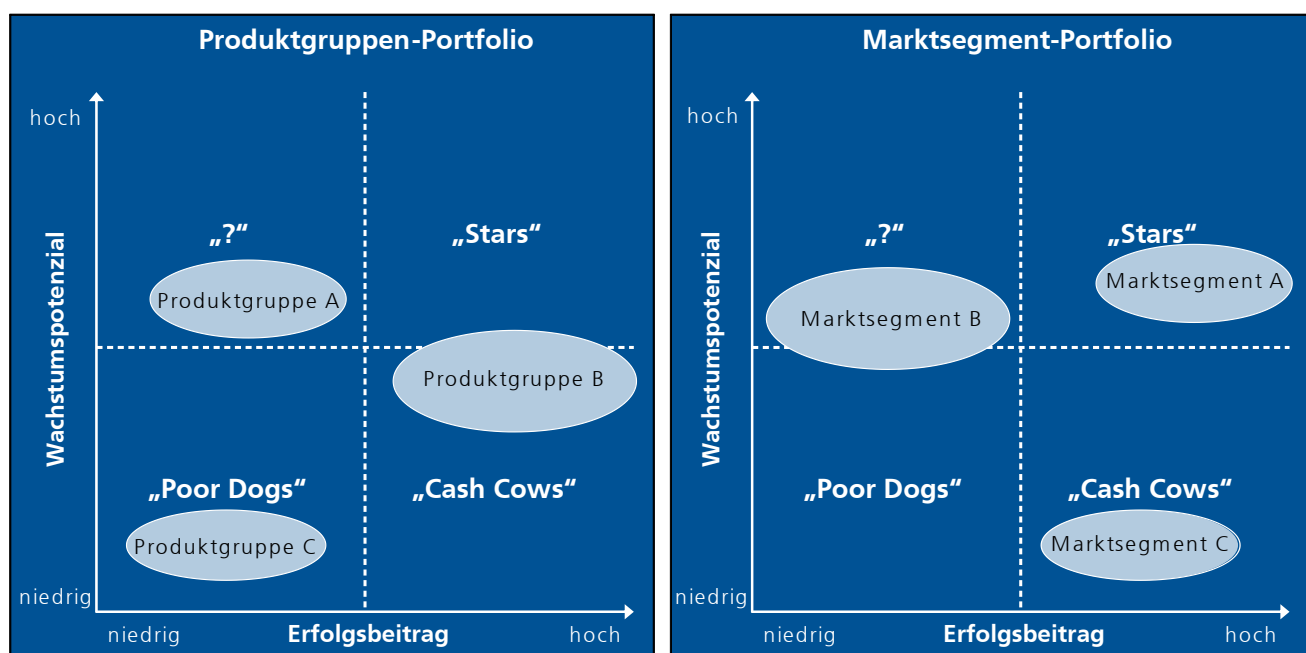 Produktgruppen-Portfolio
hoch
Wachstumspotenzial
„?“
„Stars“
Produktgruppe A
Produktgruppe B
„Poor Dogs“
„Cash Cows“
Produktgruppe C
niedrig
niedrig
Erfolgsbeitrag
hoch
Marktsegment-Portfolio
hoch
Wachstumspotenzial
„?“
„Stars“
Marktsegment A
Marktsegment B
„Poor Dogs“
„Cash Cows“
Marktsegment C
niedrig
niedrig
Erfolgsbeitrag
hoch